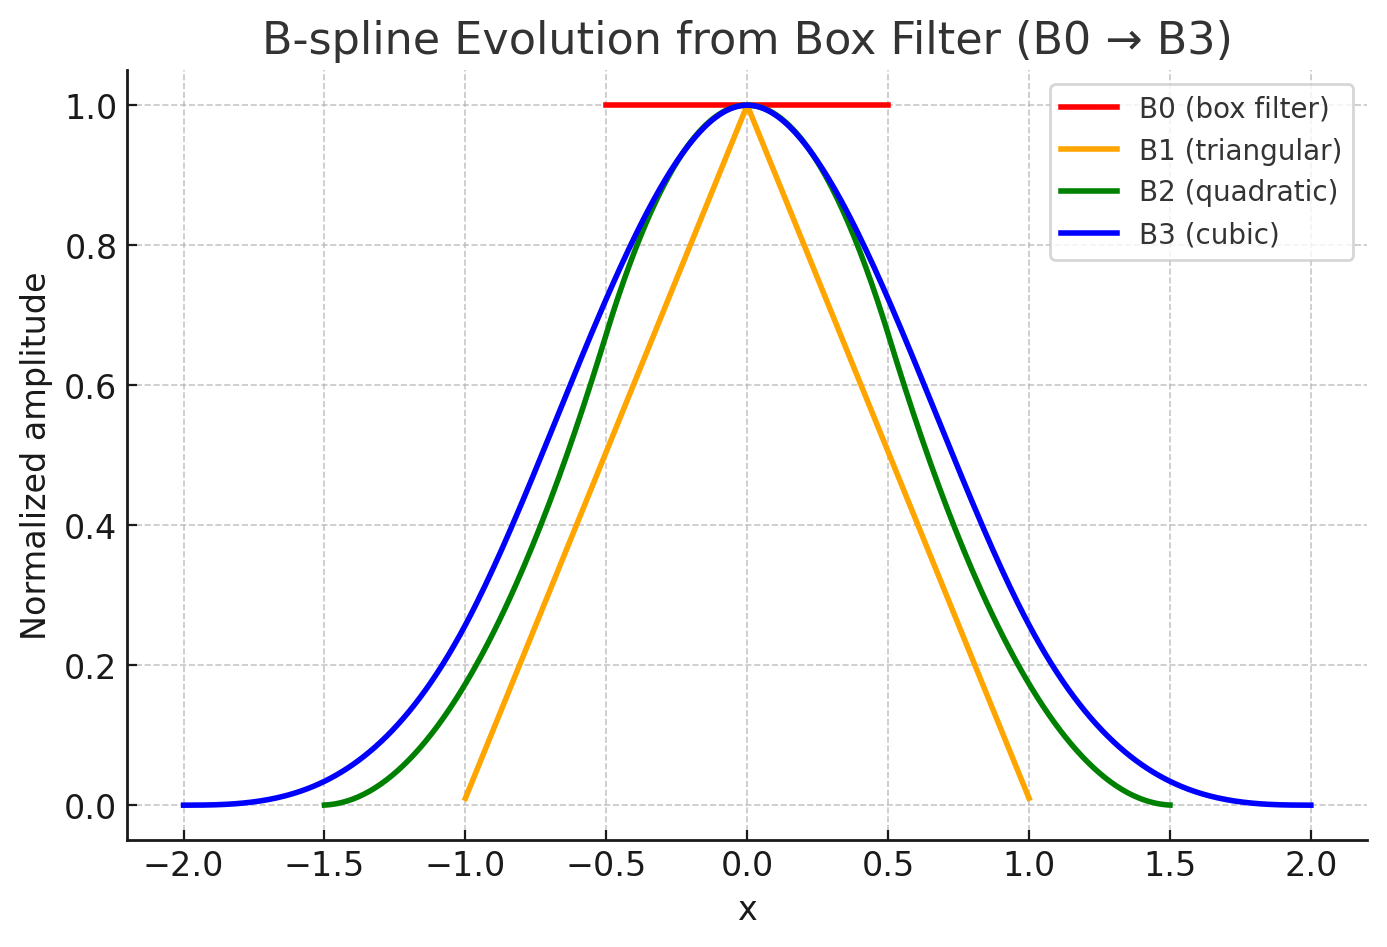 B-spline Evolution from Box Filter (B0 → B3)
B0 (box filter)
B1 (triangular)
B2 (quadratic)
B3 (cubic)
Normalized amplitude
1.0
0.8
0.6
0.4
0.2
0.0
−2.0 −1.5 −1.0 −0.5 0.0 0.5 1.0 1.5 2.0
x